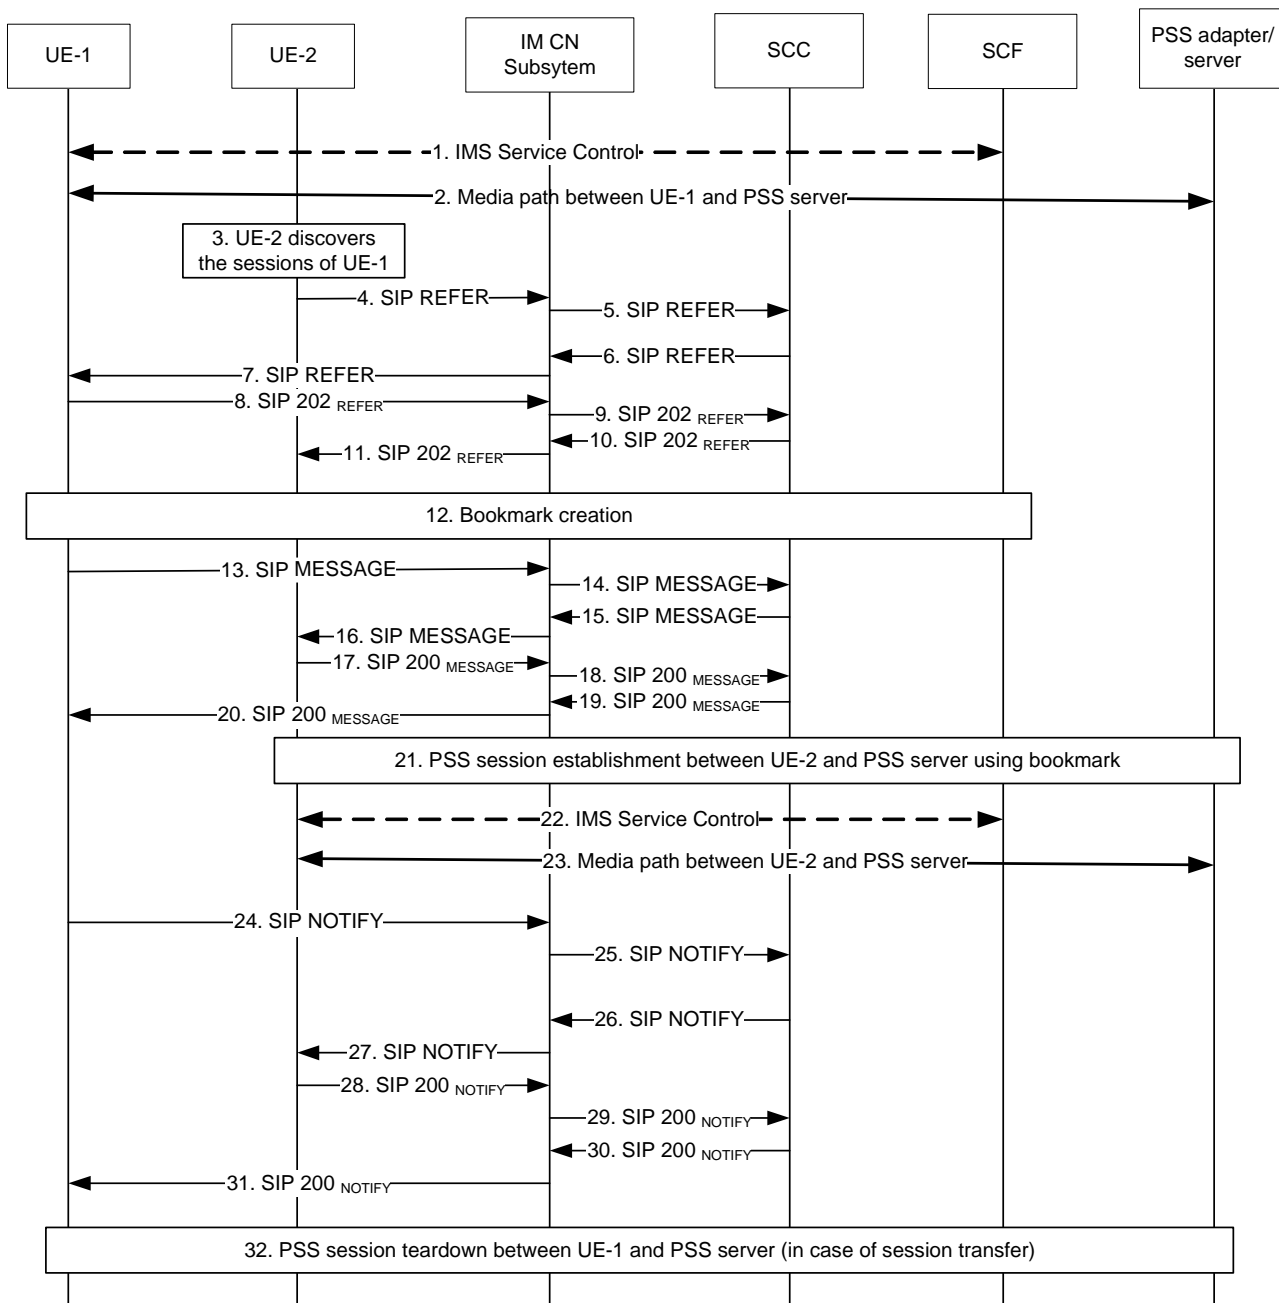 UE-1
UE-2
IM CN
Subsytem
SCC
SCF
PSS adapter/
server
1. IMS Service Control
2. Media path between UE-1 and PSS server
3. UE-2 discovers
the sessions of UE-1
4. SIP REFER
5. SIP REFER
6. SIP REFER
7. SIP REFER
8. SIP 202 REFER
9. SIP 202 REFER
10. SIP 202 REFER
11. SIP 202 REFER
12. Bookmark creation
13. SIP MESSAGE
14. SIP MESSAGE
15. SIP MESSAGE
16. SIP MESSAGE
17. SIP 200 MESSAGE
18. SIP 200 MESSAGE
19. SIP 200 MESSAGE
20. SIP 200 MESSAGE
21. PSS session establishment between UE-2 and PSS server using bookmark
22. IMS Service Control
23. Media path between UE-2 and PSS server
24. SIP NOTIFY
25. SIP NOTIFY
26. SIP NOTIFY
27. SIP NOTIFY
28. SIP 200 NOTIFY
29. SIP 200 NOTIFY
30. SIP 200 NOTIFY
31. SIP 200 NOTIFY
32. PSS session teardown between UE-1 and PSS server (in case of session transfer)